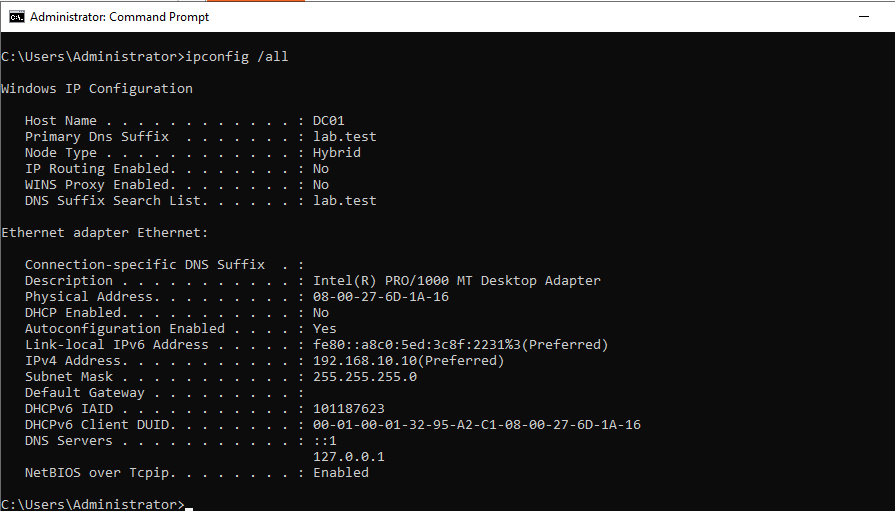 Administrator: Command Prompt
C:\Users\Administrator>ipconfig /all
Windows IP Configuration
Host Name . . . . . . . . . . . . : DC01
Primary Dns Suffix  . . . . . . . : lab.test
Node Type . . . . . . . . . . . . : Hybrid
IP Routing Enabled. . . . . . . . : No
WINS Proxy Enabled. . . . . . . . : No
DNS Suffix Search List. . . . . . : lab.test
Ethernet adapter Ethernet:
Connection-specific DNS Suffix  . :
Description . . . . . . . . . . . : Intel(R) PRO/1000 MT Desktop Adapter
Physical Address. . . . . . . . . : 08-00-27-6D-1A-16
DHCP Enabled. . . . . . . . . . . : No
Autoconfiguration Enabled . . . . : Yes
Link-local IPv6 Address . . . . . : fe80::a8c0:5ed:3c8f:2231%3(Preferred)
IPv4 Address. . . . . . . . . . . : 192.168.10.10(Preferred)
Subnet Mask . . . . . . . . . . . : 255.255.255.0
Default Gateway . . . . . . . . . :
DHCPv6 IAID . . . . . . . . . . . : 101187623
DHCPv6 Client DUID. . . . . . . . : 00-01-00-01-32-95-A2-C1-08-00-27-6D-1A-16
DNS Servers . . . . . . . . . . . : ::1
127.0.0.1
NetBIOS over Tcpip. . . . . . . . : Enabled
C:\Users\Administrator>